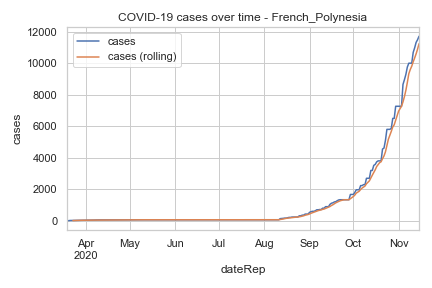 COVID-19 cases over time - French_Polynesia
cases
cases (rolling)
12000
10000
8000
6000
4000
2000
0
cases
Apr
2020
May
Jun
Jul
Aug
Sep
Oct
Nov
dateRep